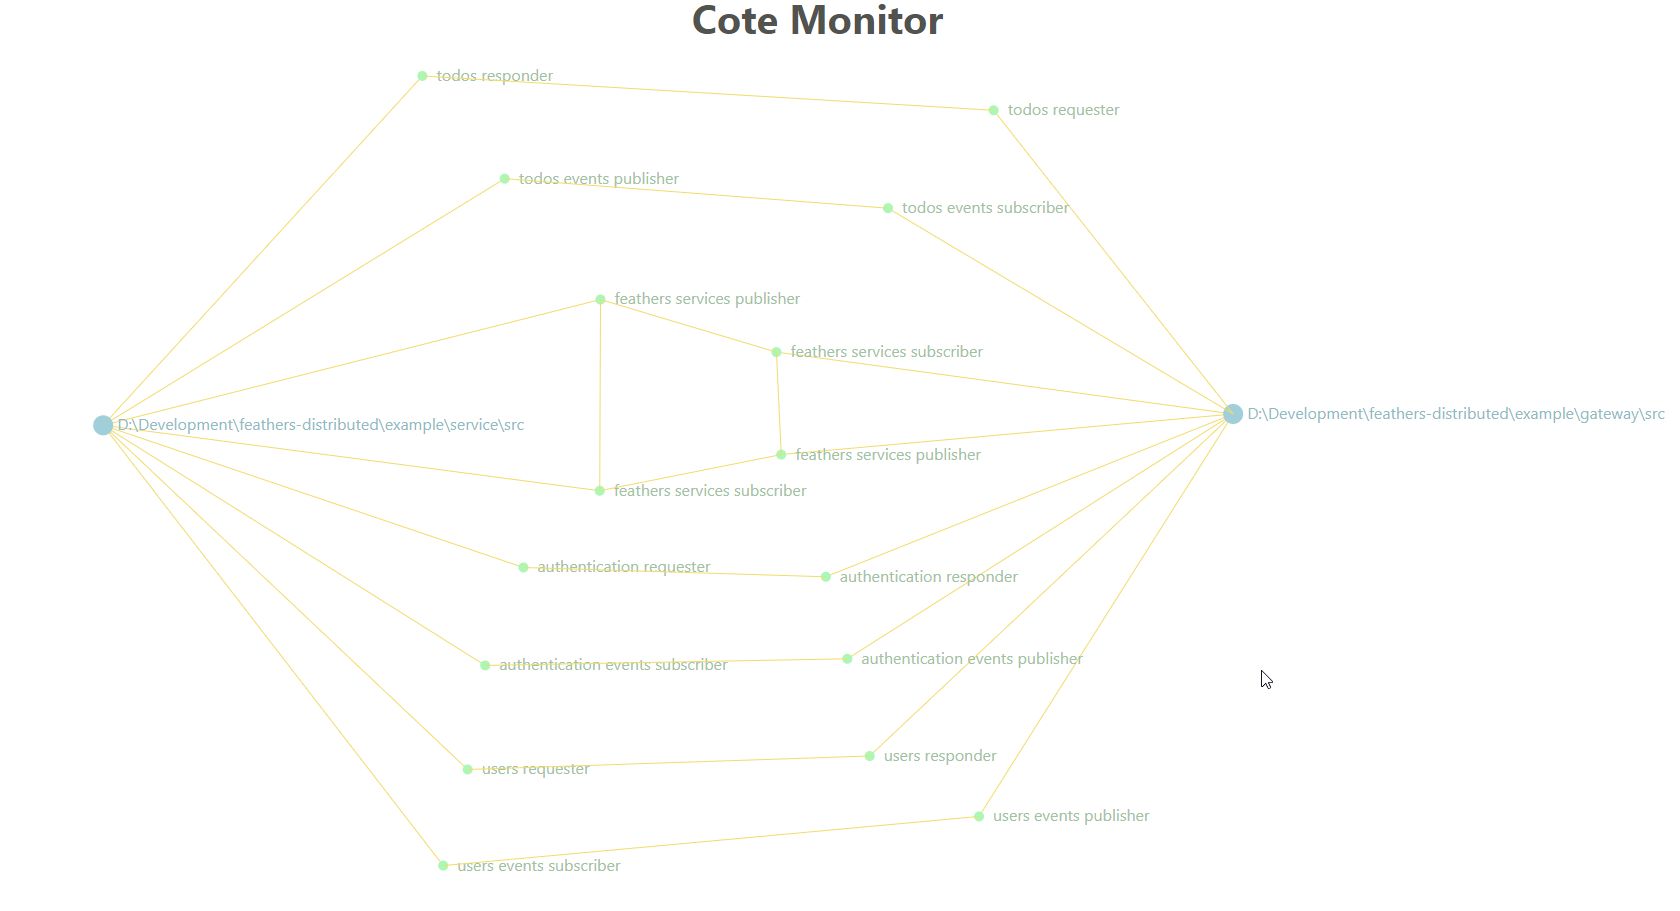 Cote Monitor
todos responder
todos requester
todos events publisher
todos events subscriber
feathers services publisher
feathers services subscriber
D:\Development\feathers-distributed\example\gateway\src
D:\Development\feathers-distributed\example\service\src
feathers services publisher
feathers services subscriber
authentication requester
authentication responder
authentication events subscriber
authentication events publisher
users responder
users requester
users events publisher
users events subscriber